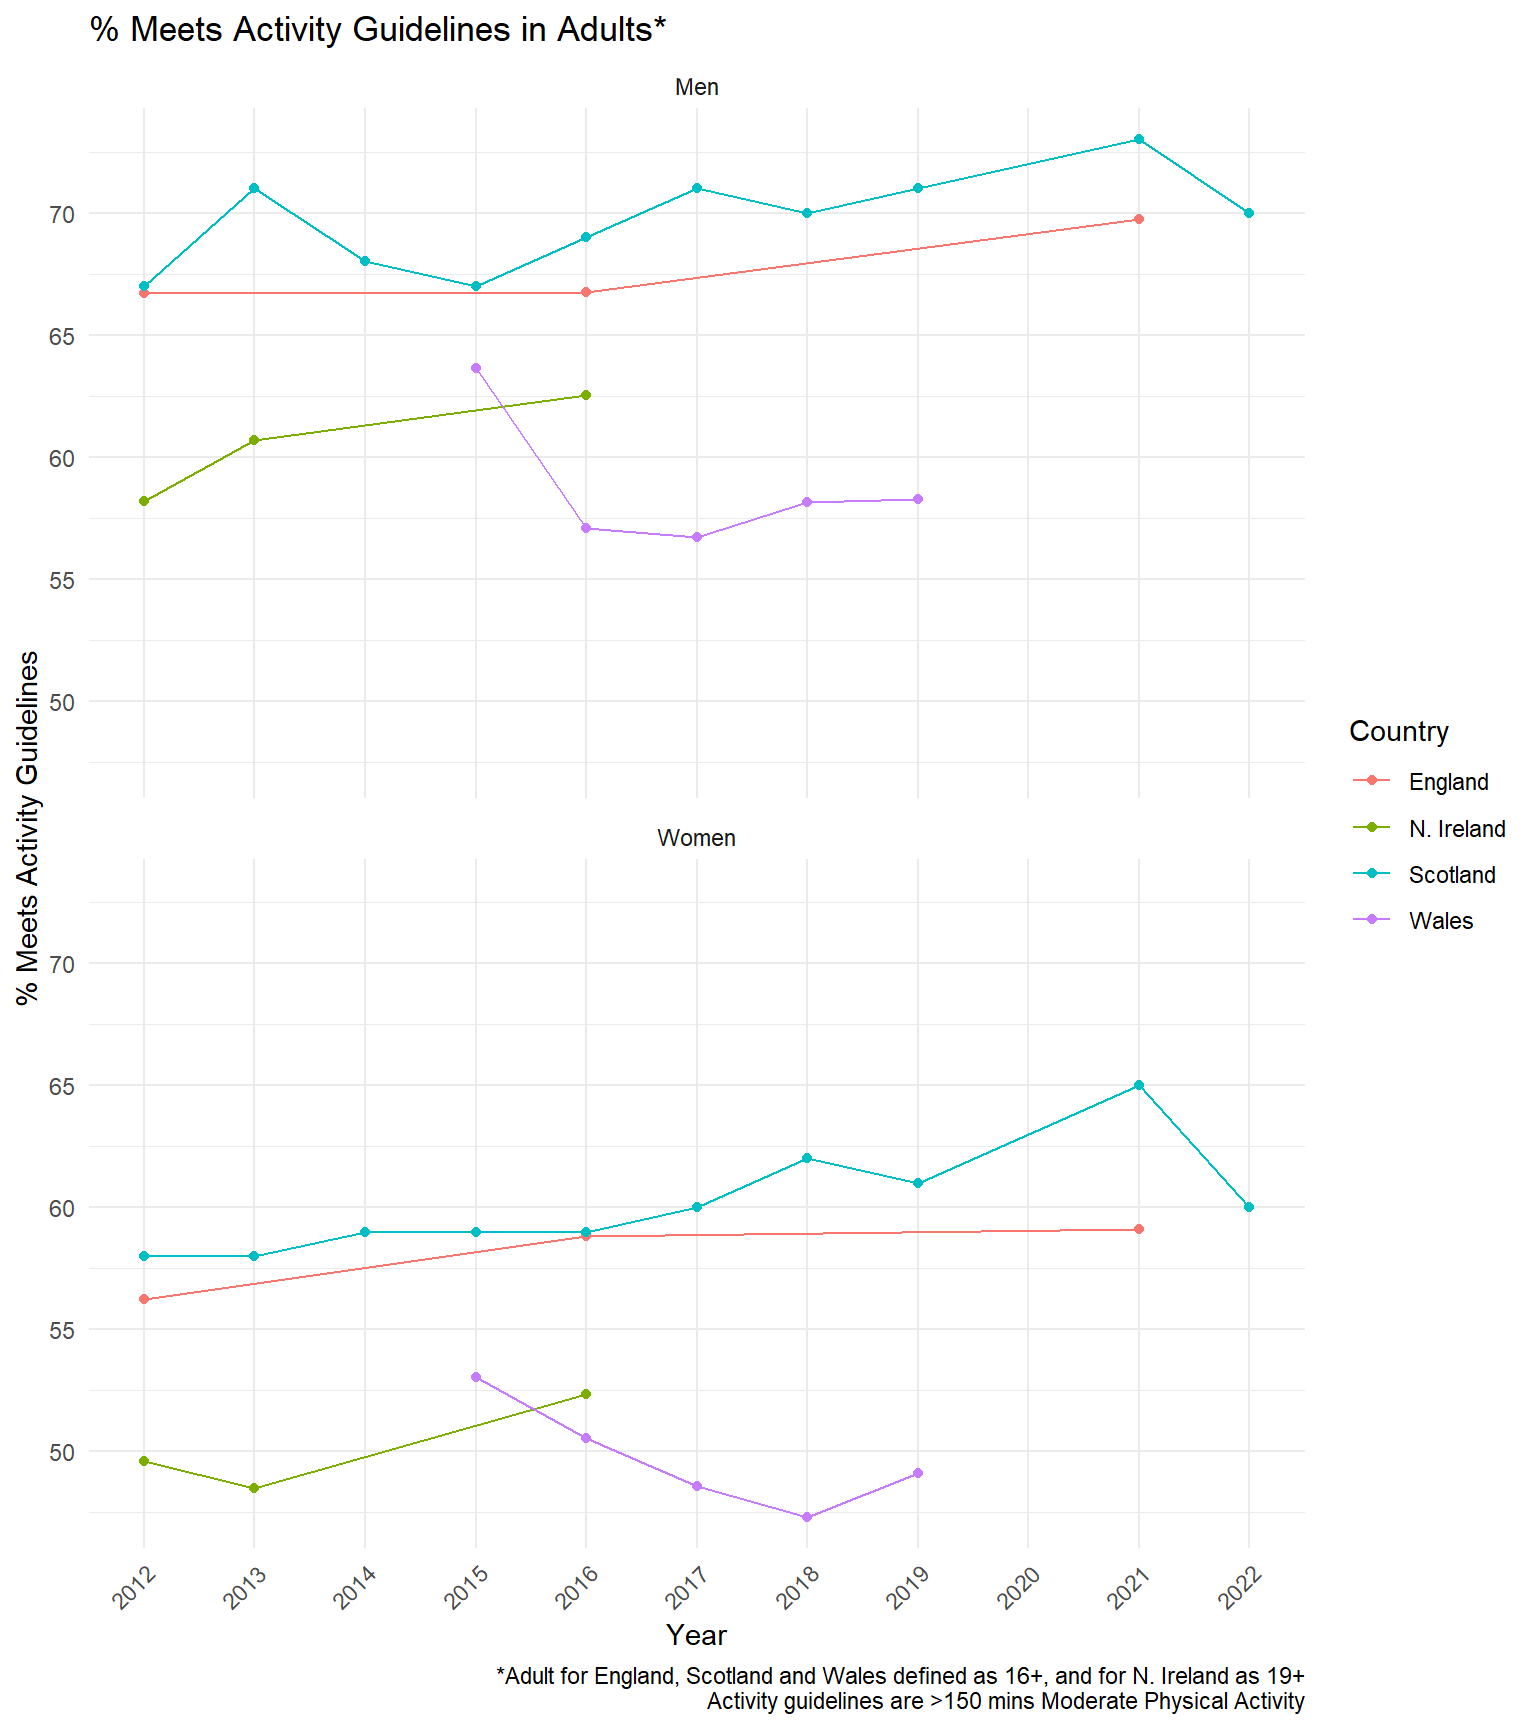 % Meets Activity Guidelines in Adults*
Men
70
65
60
55
50
% Meets Activity Guidelines
Women
70
65
60
55
50
2012
2013
2014
2015
2016
2017
2018
2019
2020
2021
2022
Year
Country
England
N. Ireland
Scotland
Wales
*Adult for England, Scotland and Wales defined as 16+, and for N. Ireland as 19+
Activity guidelines are >150 mins Moderate Physical Activity